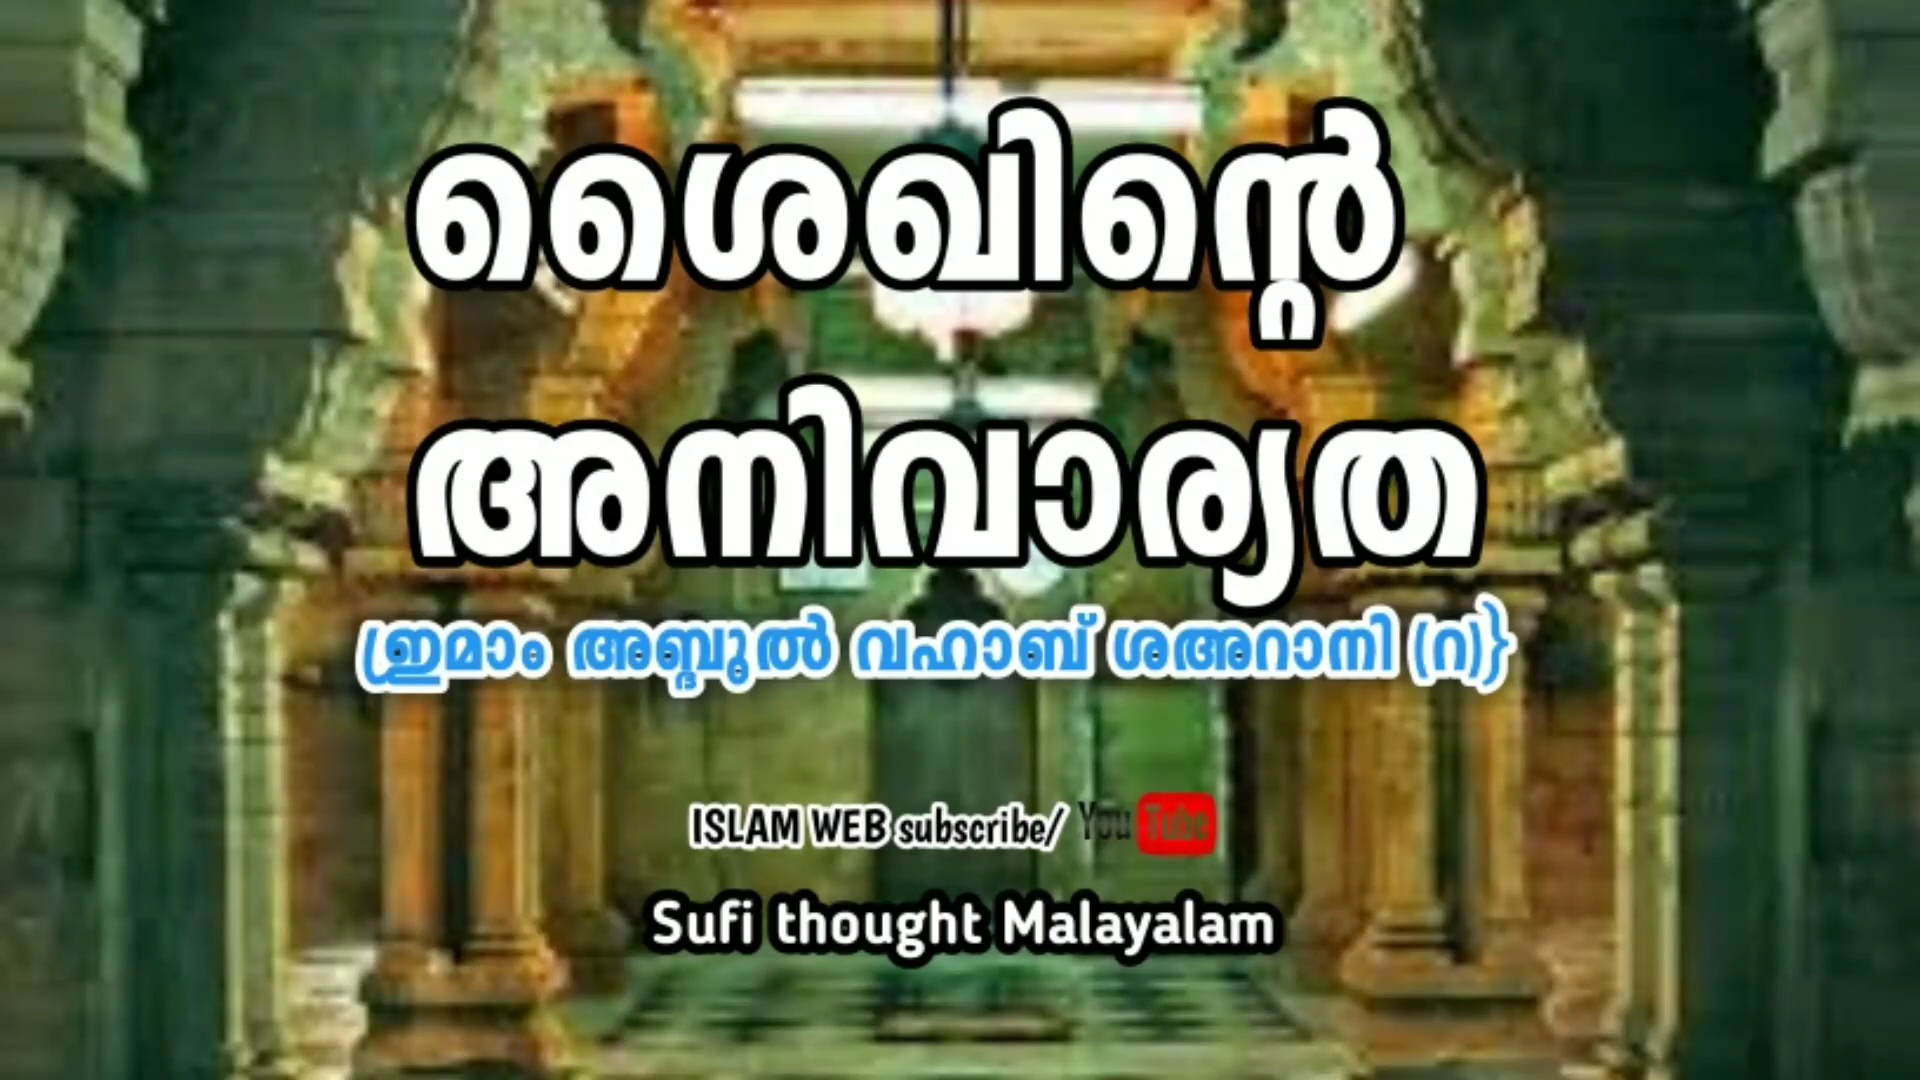 ശൈഖിന്റെ
അനിവാര്യത
ഇമാം അബ്ദുൽ വഹാബ് ശഅറാനി (റ)}
ISLAM WEB subscribe/ YouTube
Sufi thought Malayalam